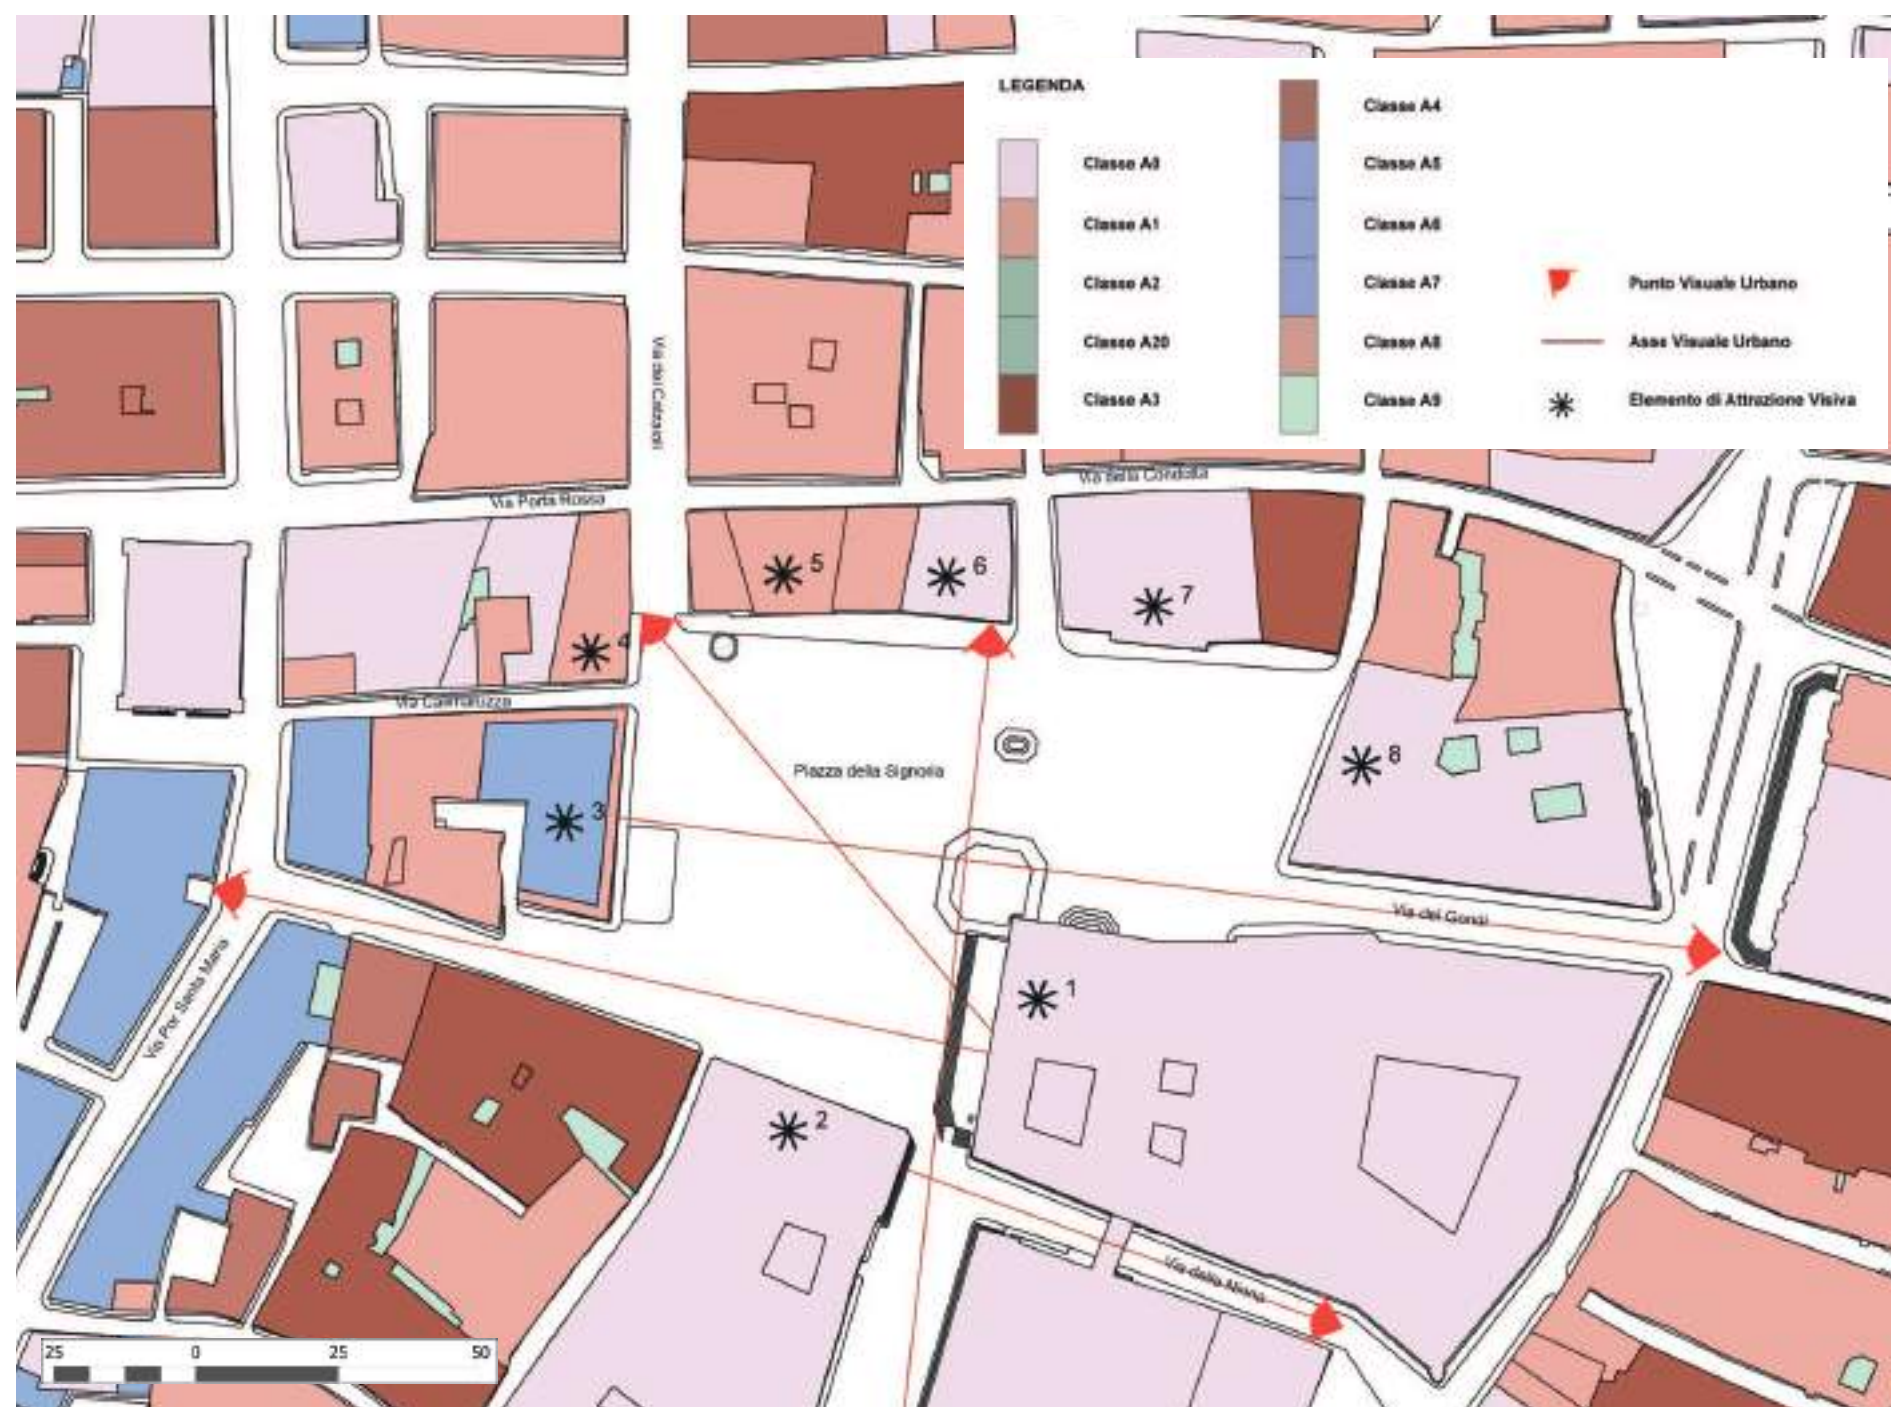 LEGENDA
Classe A0
Classe A1
Classe A2
Classe A20
Classe A3
Classe A4
Classe A5
Classe A6
Classe A7
Classe A8
Classe A9
Punto Visuale Urbano
Asse Visuale Urbano
Elemento di Attrazione Visiva
Via dei Calzaiuoli
Via Porta Rossa
Via della Condotta
5
6
7
4
Via Calimaruzza
8
Piazza della Signoria
3
Via dei Gondi
Via Por Santa Maria
1
2
Via della Ninna
25 0 25 50